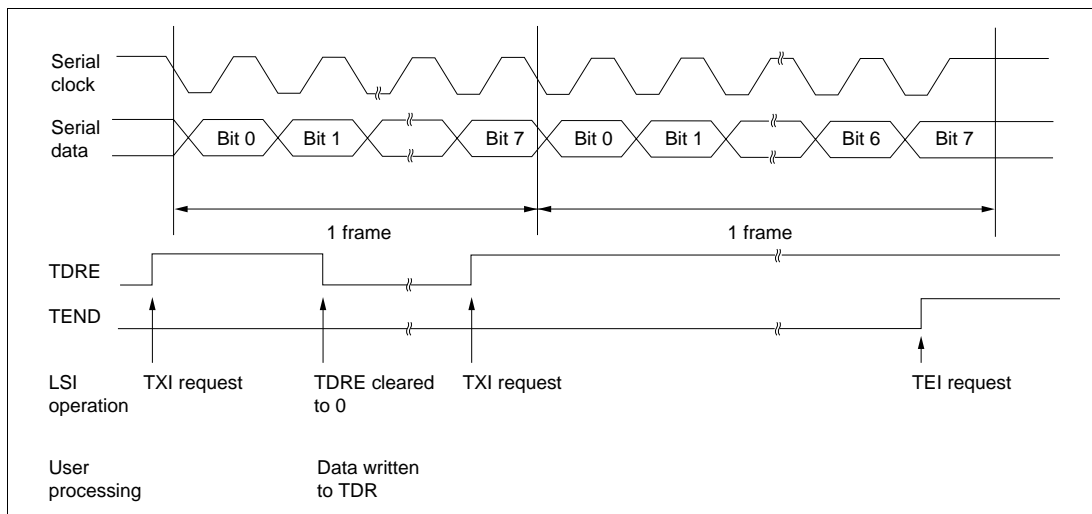 Serial
clock
Serial
data
Bit 0
Bit 1
Bit 7
Bit 0
Bit 1
Bit 6
Bit 7
1 frame
1 frame
TDRE
TEND
LSI
operation
TXI request
TDRE cleared
to 0
TXI request
TEI request
User
processing
Data written
to TDR